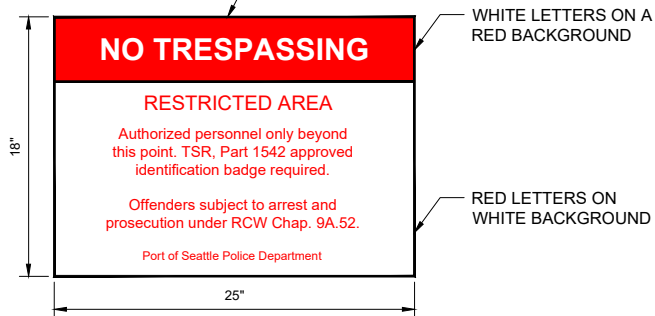 WHITE LETTERS ON A
RED BACKGROUND
NO TRESPASSING
RESTRICTED AREA
Authorized personnel only beyond
this point. TSR, Part 1542 approved
identification badge required.
Offenders subject to arrest and
prosecution under RCW Chap. 9A.52.
Port of Seattle Police Department
18"
RED LETTERS ON
WHITE BACKGROUND
25"